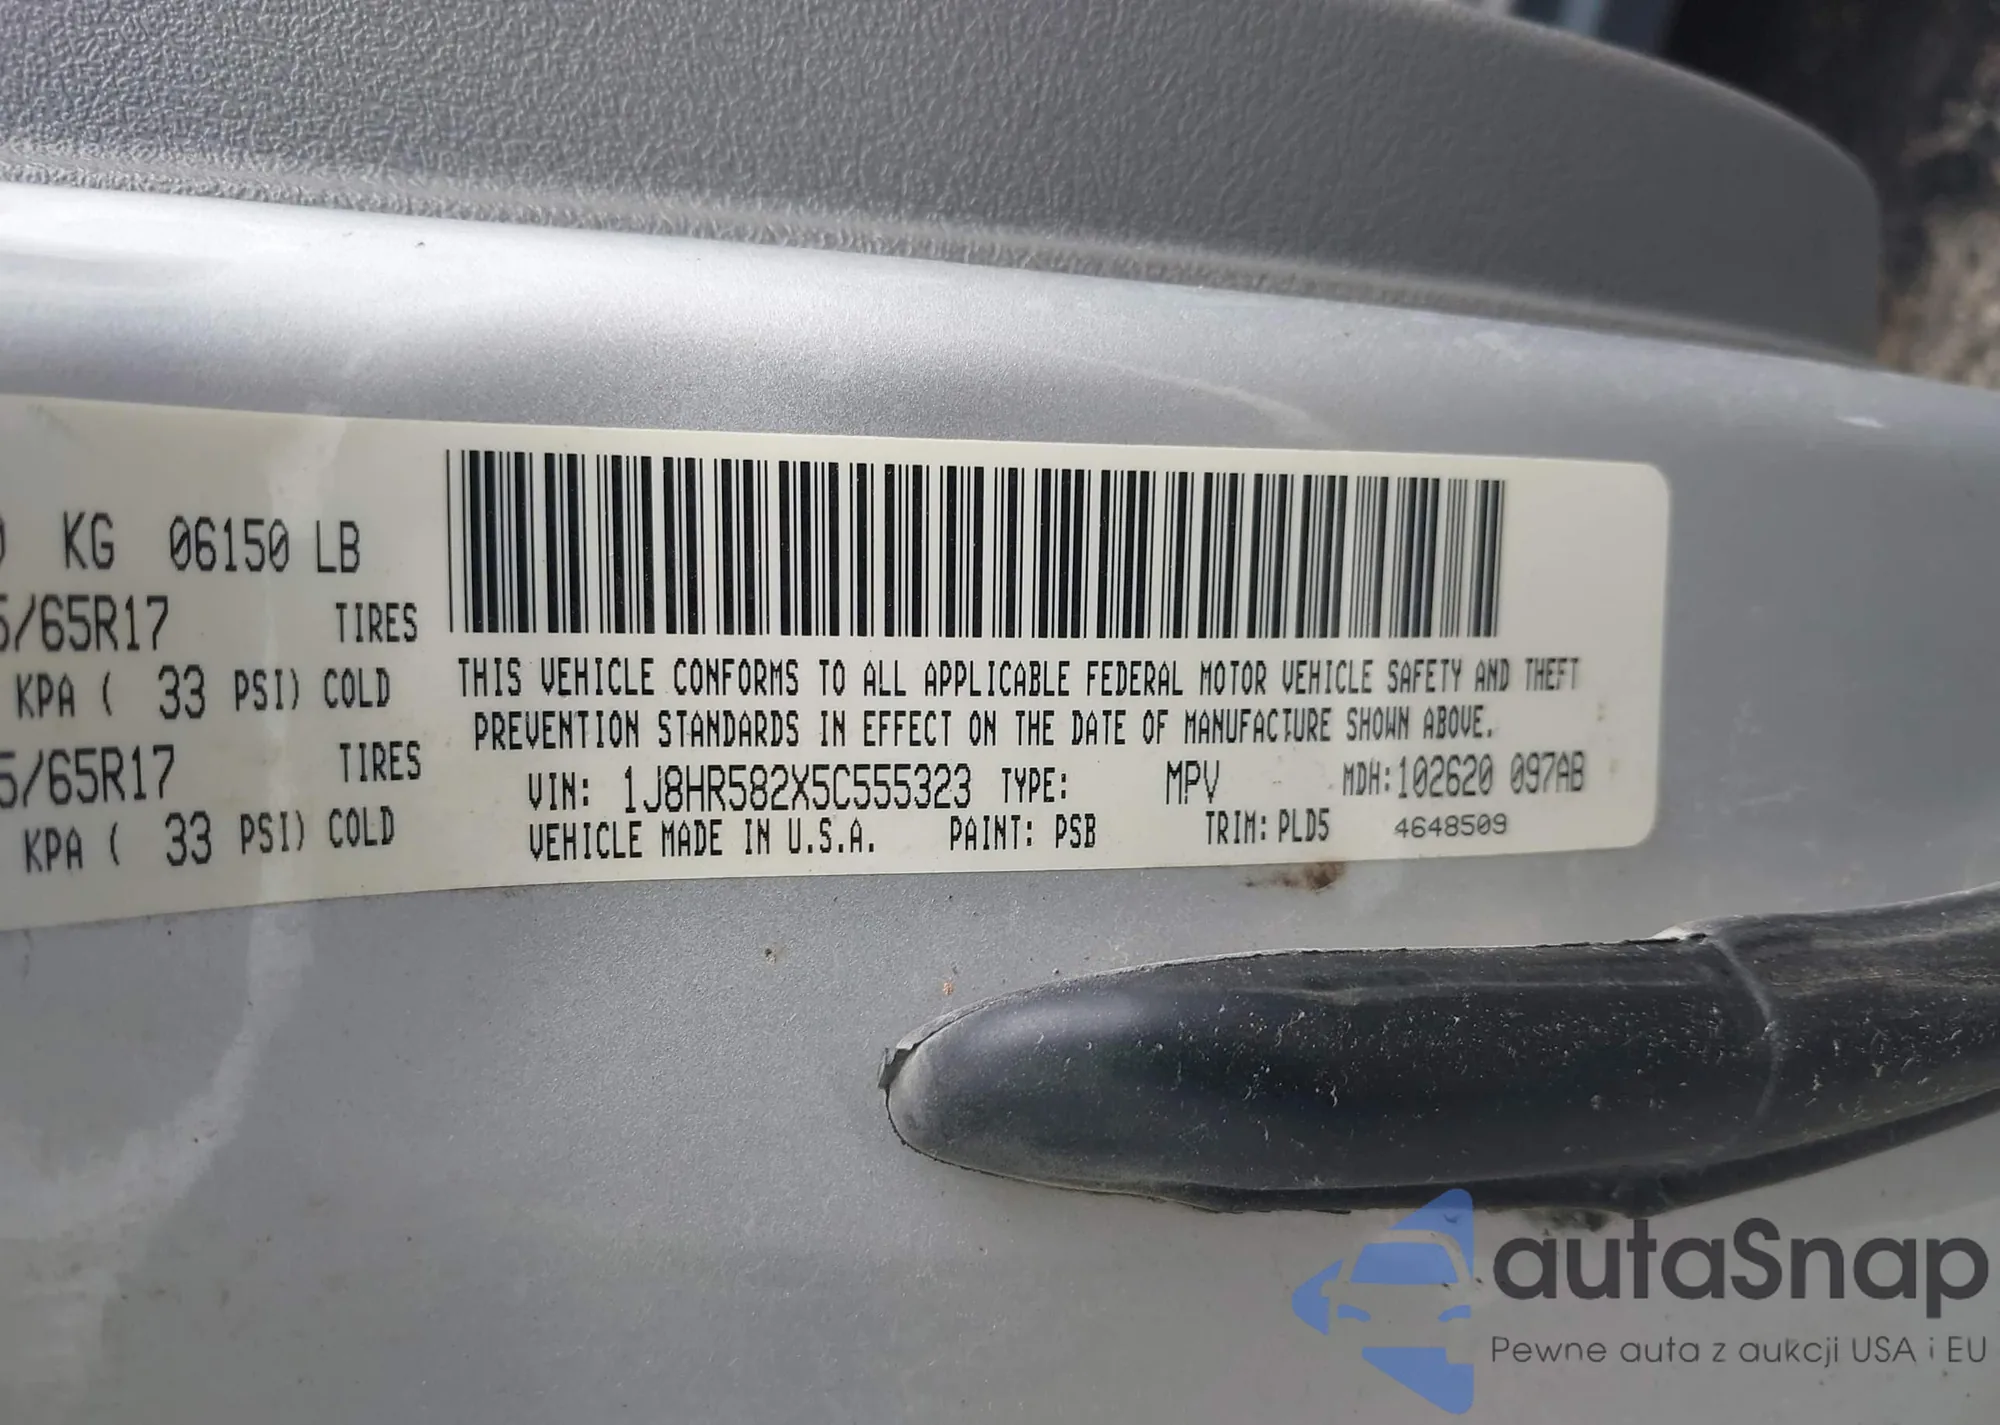 KG 06150 LB
5/65R17 TIRES
KPA ( 33 PSI) COLD
5/65R17 TIRES
KPA ( 33 PSI) COLD
THIS VEHICLE CONFORMS TO ALL APPLICABLE FEDERAL MOTOR VEHICLE SAFETY AND THEFT
PREVENTION STANDARDS IN EFFECT ON THE DATE OF MANUFACTURE SHOWN ABOVE.
VIN: 1J8HR582X5C555323 TYPE: MPV MDH:102620 097AB
VEHICLE MADE IN U.S.A. PAINT: PSB TRIM: PLD5 4648509
autaSnap
Pewne auta z aukcji USA i EU